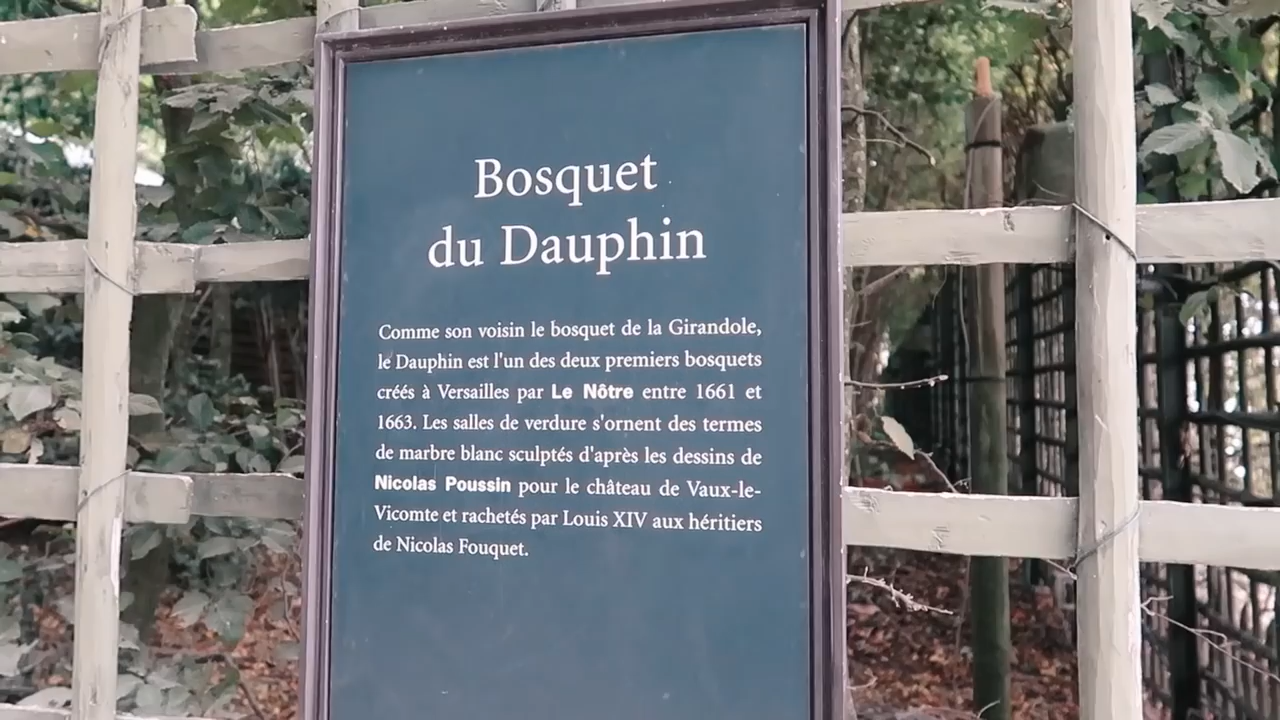 Bosquet
du Dauphin
Comme son voisin le bosquet de la Girandole,
le Dauphin est l'un des deux premiers bosquets
créés à Versailles par Le Nôtre entre 1661 et
1663. Les salles de verdure s'ornent des termes
de marbre blanc sculptés d'après les dessins de
Nicolas Poussin pour le château de Vaux-le-
Vicomte et rachetés par Louis XIV aux héritiers
de Nicolas Fouquet.